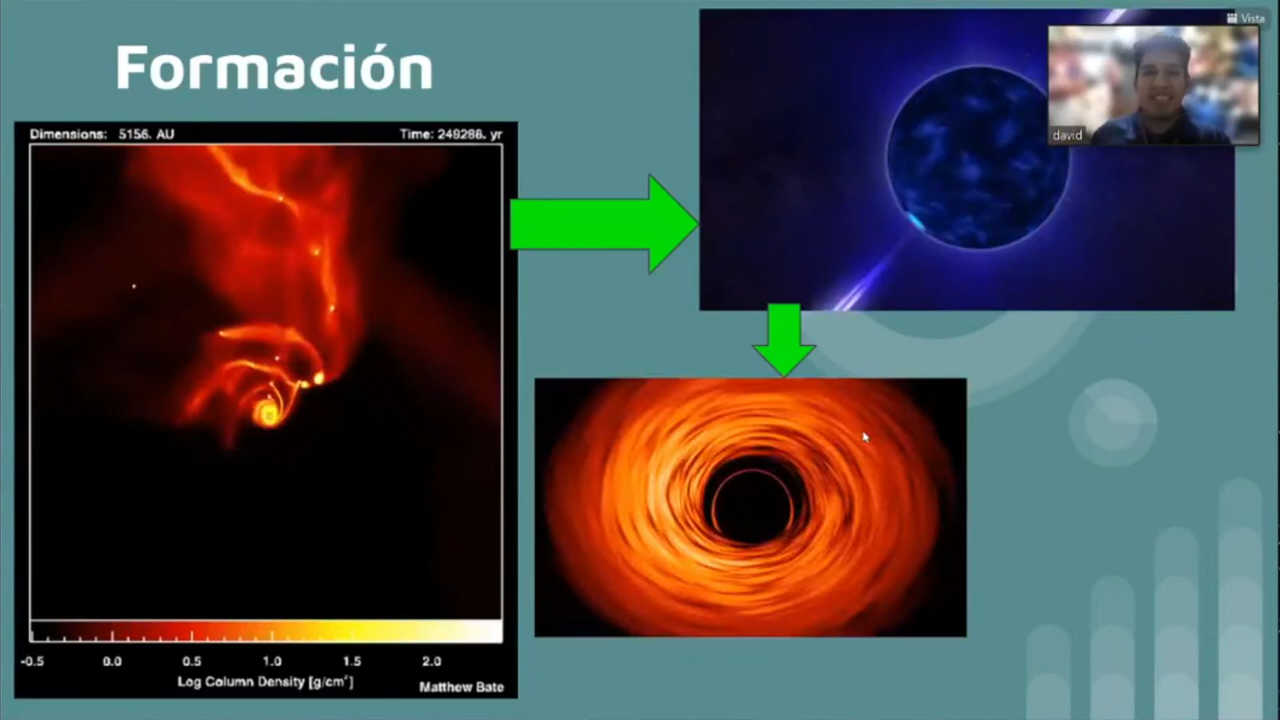 Formación
Vista
david
Dimensions: 5156. AU
Time: 249286. yr
-0.5 0.0 0.5 1.0 1.5 2.0
Log Column Density [g/cm²]
Matthew Bate